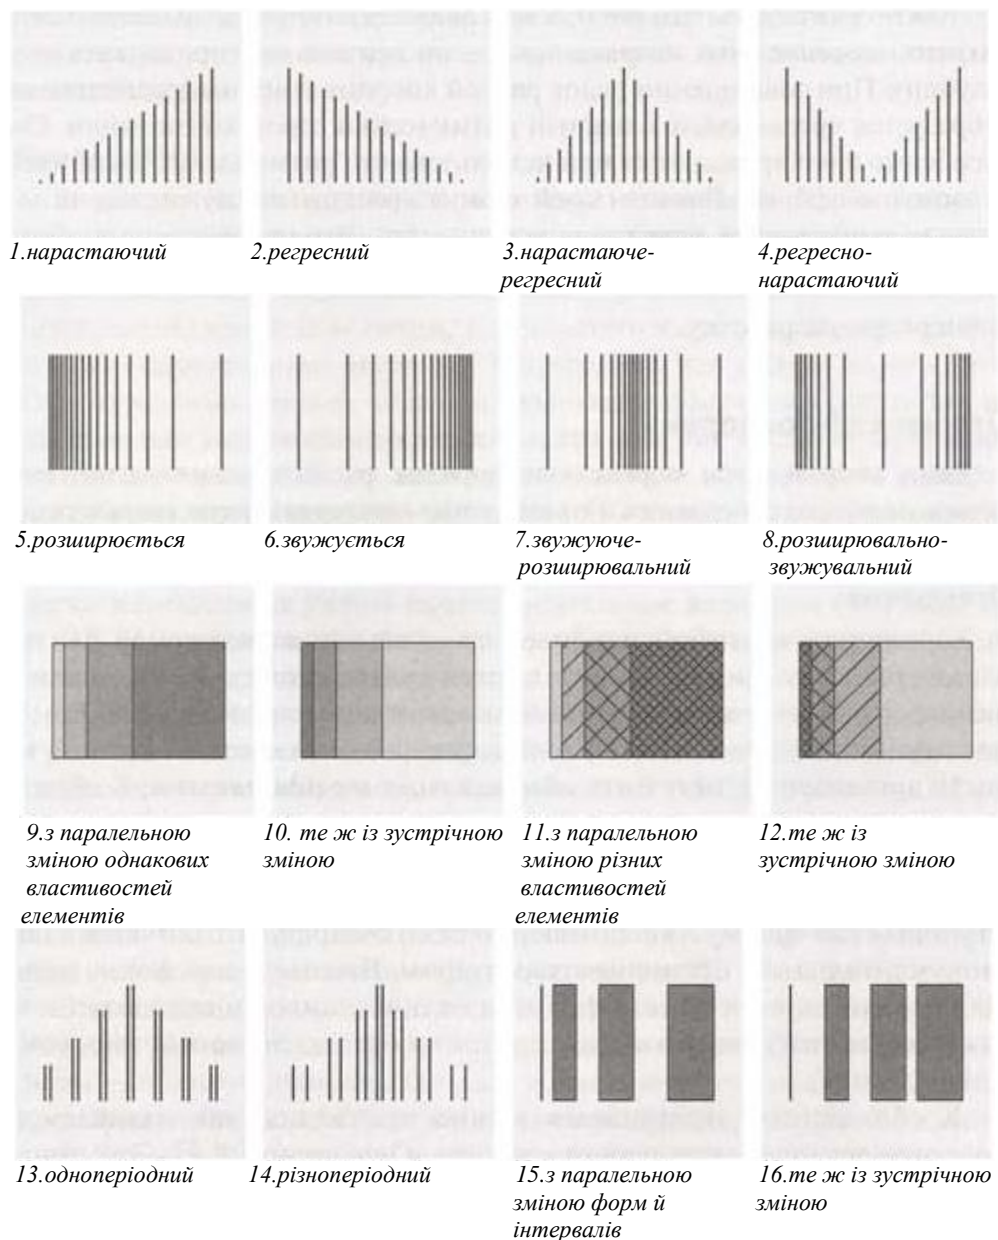 1.нарастаючий
2.регресний
3.нарастаюче-
регресний
4.регресно-
нарастаючий
5.розширюється
6.звужується
7.звужуюче-
розширювальний
8.розширювально-
звужувальний
9.з паралельною
зміною однакових
властивостей
елементів
10. те ж із зустрічною
зміною
11.з паралельною
зміною різних
властивостей
елементів
12.те ж із
зустрічною зміною
13.одноперіодний
14.різноперіодний
15.з паралельною
зміною форм й
інтервалів
16.те ж із зустрічною
зміною